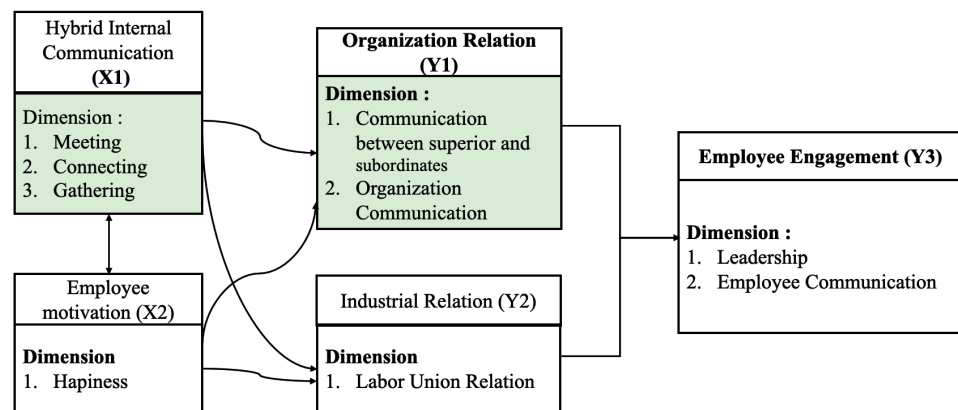 Hybrid Internal
Communication
(X1)
Dimension :
1. Meeting
2. Connecting
3. Gathering
Employee
motivation (X2)
Dimension
1. Hapiness
Organization Relation
(Y1)
Dimension :
1. Communication
between superior and
subordinates
2. Organization
Communication
Industrial Relation (Y2)
Dimension
1. Labor Union Relation
Employee Engagement (Y3)
Dimension :
1. Leadership
2. Employee Communication